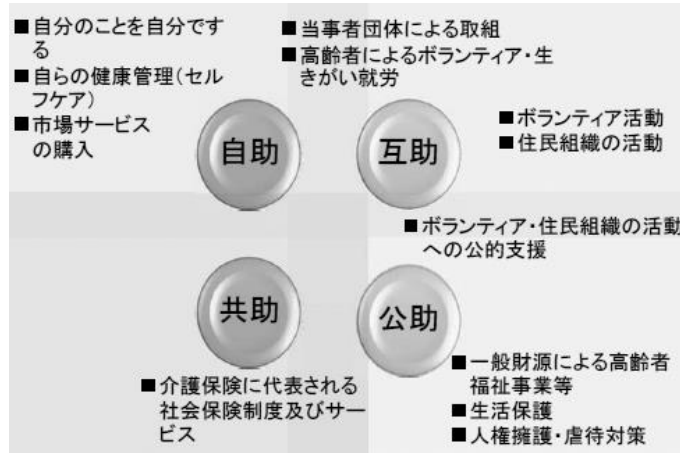 ■自分のことを自分です
る
■自らの健康管理(セル
フケア)
■市場サービス
の購入
■当事者団体による取組
■高齢者によるボランティア・生
きがい就労
自助
互助
■ボランティア活動
■住民組織の活動
■ボランティア・住民組織の活動
への公的支援
共助
公助
■介護保険に代表される
社会保険制度及びサー
ビス
■一般財源による高齢者
福祉事業等
■生活保護
■人権擁護・虐待対策